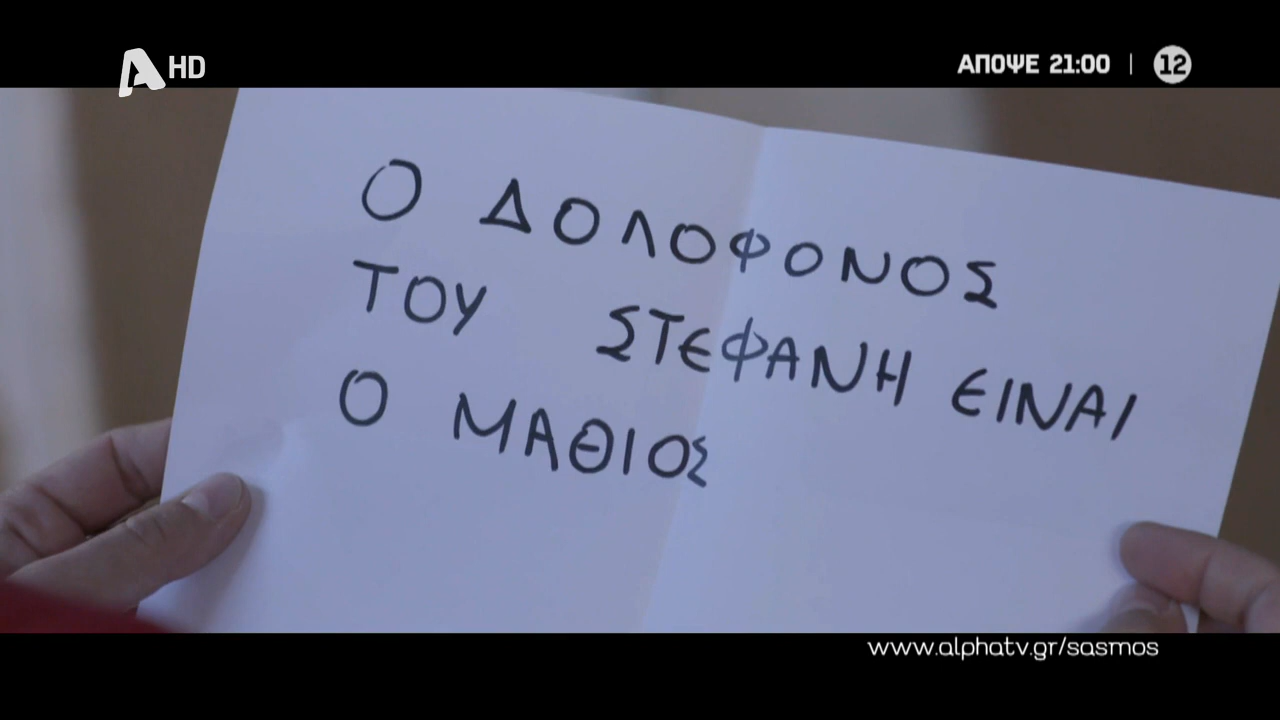 A HD
ΑΠΟΨΕ 21:00 | 12
Ο ΔΟΛΟΦΟΝΟΣ
ΤΟΥ ΣΤΕΦΑΝΗ ΕΙΝΑΙ
Ο ΜΑΘΙΟΣ
www.alphatv.gr/sasmos